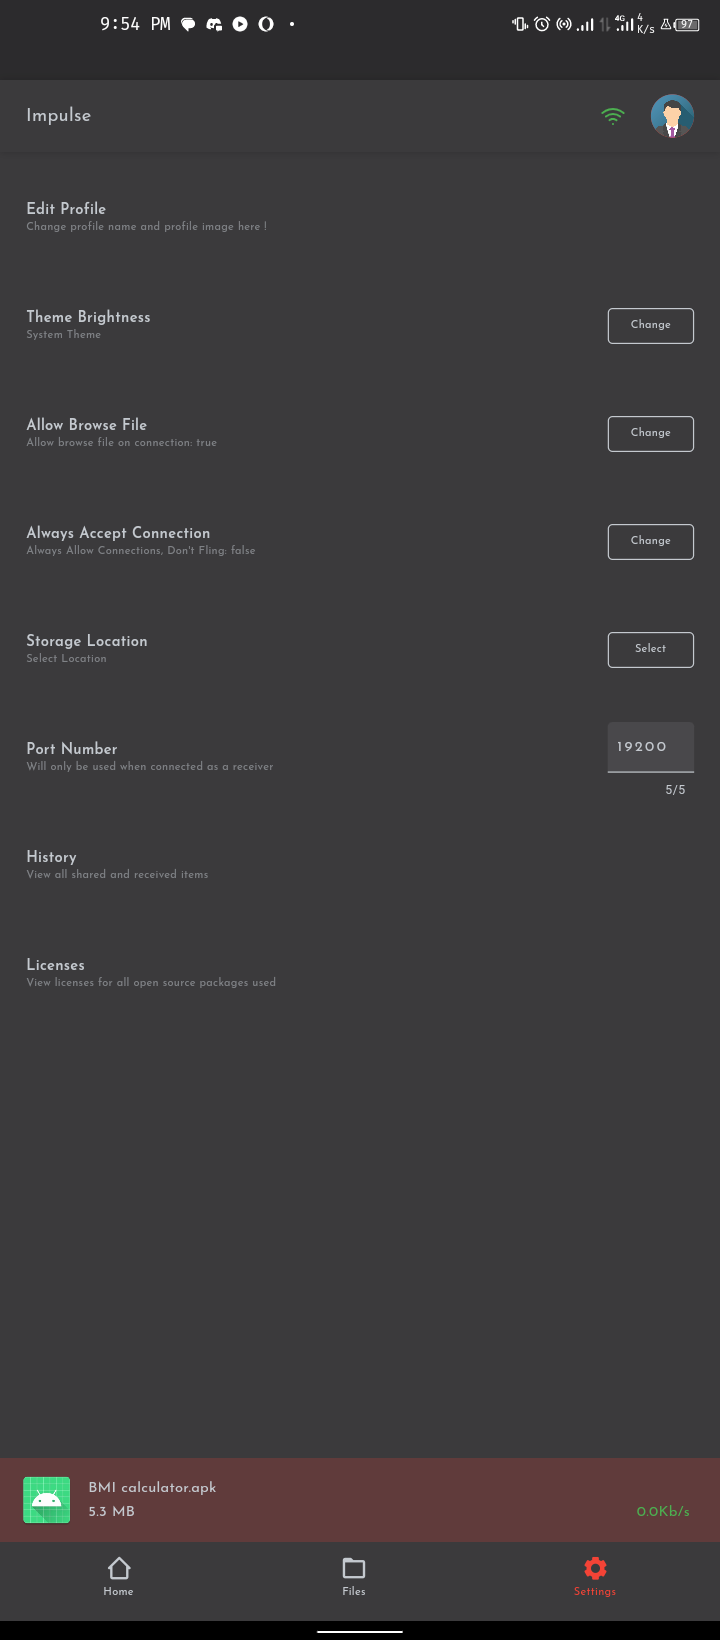 9:54 PM
4G
4
K/s
97
Impulse
Edit Profile
Change profile name and profile image here !
Theme Brightness
System Theme
Change
Allow Browse File
Allow browse file on connection: true
Change
Always Accept Connection
Always Allow Connections, Don't Fling: false
Change
Storage Location
Select Location
Select
Port Number
Will only be used when connected as a receiver
19200
5/5
History
View all shared and received items
Licenses
View licenses for all open source packages used
BMI calculator.apk
5.3 MB
0.0Kb/s
Home
Files
Settings